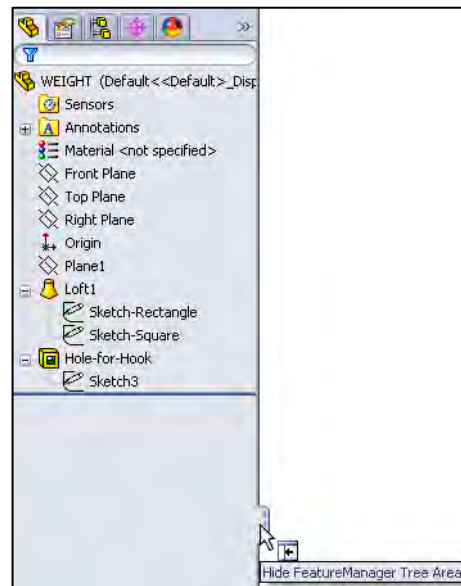 WEIGHT (Default<<Default>_Disp
Sensors
A Annotations
Material <not specified>
Front Plane
Top Plane
Right Plane
Origin
Plane1
Loft1
Sketch-Rectangle
Sketch-Square
Hole-for-Hook
Sketch3
Hide FeatureManager Tree Area